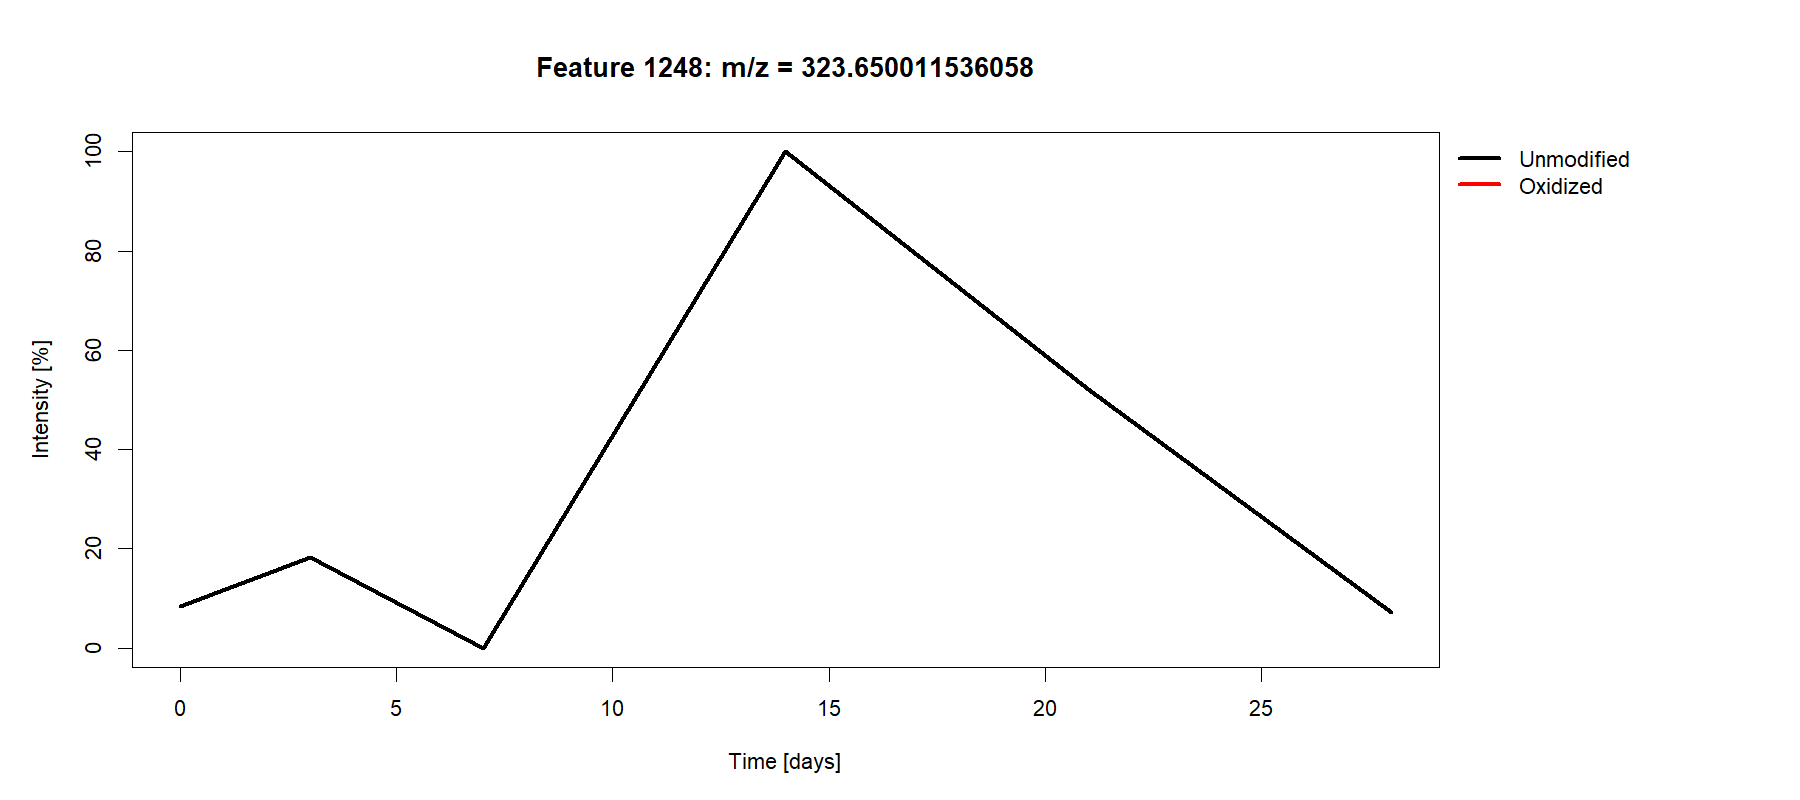 Feature 1248: m/z = 323.650011536058
Unmodified
Oxidized
Intensity [%]
100
80
60
40
20
0
0 5 10 15 20 25
Time [days]